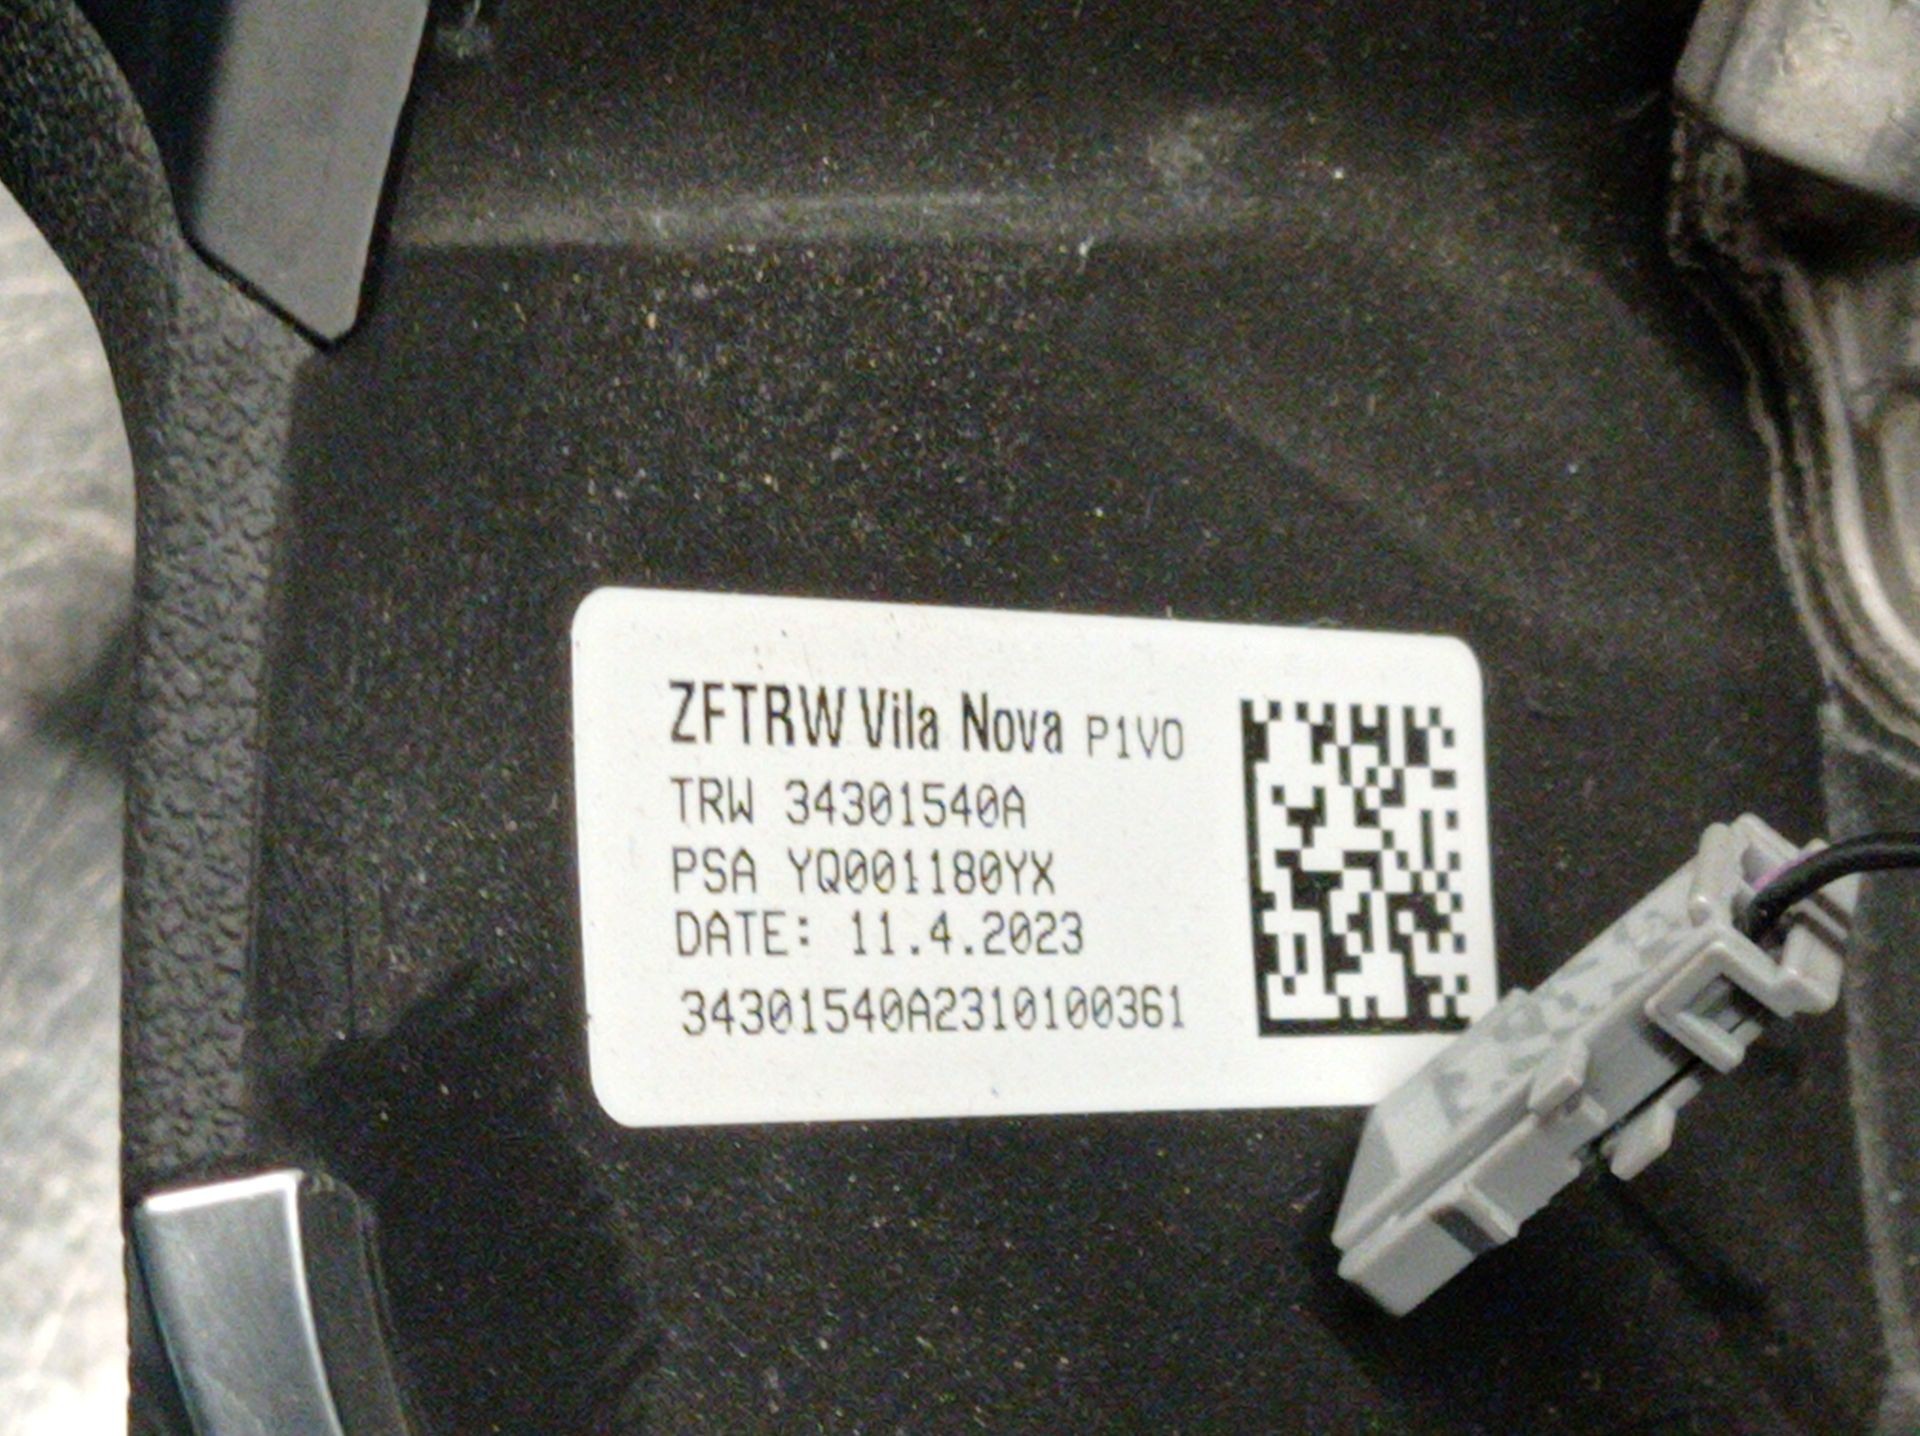 ZFTRW Vila Nova P1V0
TRW 34301540A
PSA YQ001180YX
DATE: 11.4.2023
34301540A2310100361